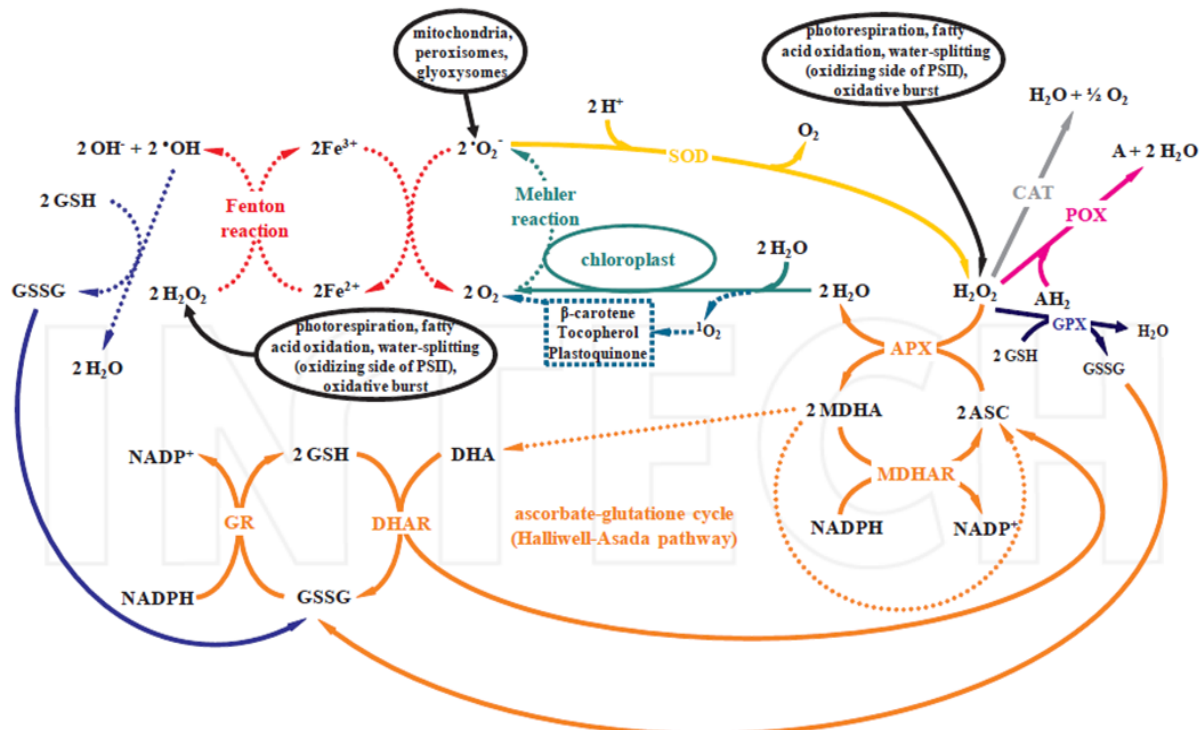 mitochondria,
peroxisomes,
glyoxysomes
photorespiration, fatty
acid oxidation, water-splitting
(oxidizing side of PSII),
oxidative burst
H₂O + ½ O₂
2 H⁺
O₂
SOD
2 OH⁻ + 2 •OH
2Fe³⁺
2 •O₂⁻
A + 2 H₂O
CAT
POX
2 GSH
Fenton
reaction
Mehler
reaction
chloroplast
2 H₂O
GSSG
2 H₂O₂
2Fe²⁺
2 O₂
2 H₂O
H₂O₂
AH₂
β-carotene
Tocopherol
Plastoquinone
¹O₂
GPX
H₂O
2 GSH
GSSG
photorespiration, fatty
acid oxidation, water-splitting
(oxidizing side of PSII),
oxidative burst
2 H₂O
APX
2 MDHA
2 ASC
NADP⁺
2 GSH
DHA
MDHAR
GR
DHAR
ascorbate-glutatione cycle
(Halliwell-Asada pathway)
NADPH
NADP⁺
NADPH
GSSG
INTECH